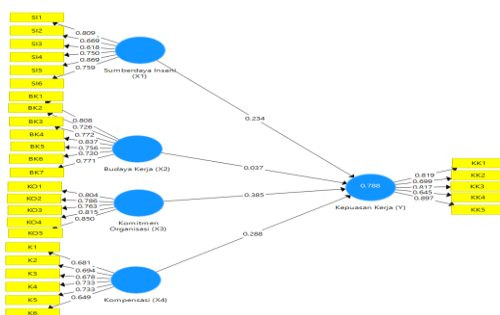 SI1
SI2
SI3
SI4
SI5
SI6
0.809
0.669
0.618
0.750
0.869
0.759
Sumberdaya Insani
(X1)
BK1
BK2
BK3
BK4
BK5
BK6
BK7
0.808
0.726
0.772
0.837
0.756
0.720
0.771
Budaya Kerja (X2)
KO1
KO2
KO3
KO4
KO5
0.804
0.786
0.763
0.815
0.850
Komitmen
Organisasi (X3)
K1
K2
K3
K4
K5
K6
0.681
0.694
0.678
0.733
0.733
0.649
Kompensasi (X4)
0.234
0.037
0.385
0.288
0.788
Kepuasan Kerja (Y)
0.819
0.699
0.817
0.645
0.897
KK1
KK2
KK3
KK4
KK5